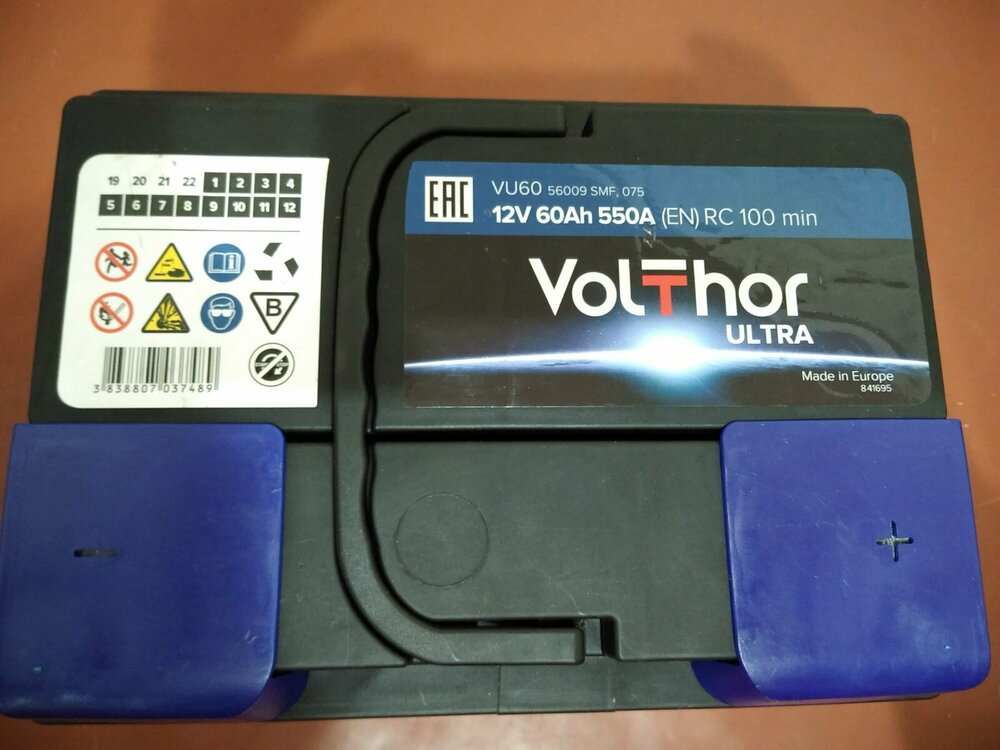 19 20 21 22 1 2 3 4
5 6 7 8 9 10 11 12
B
3 838807 037489
EAC
VU60 56009 SMF, 075
12V 60Ah 550A (EN) RC 100 min
VolThor
ULTRA
Made in Europe
841695
-
+